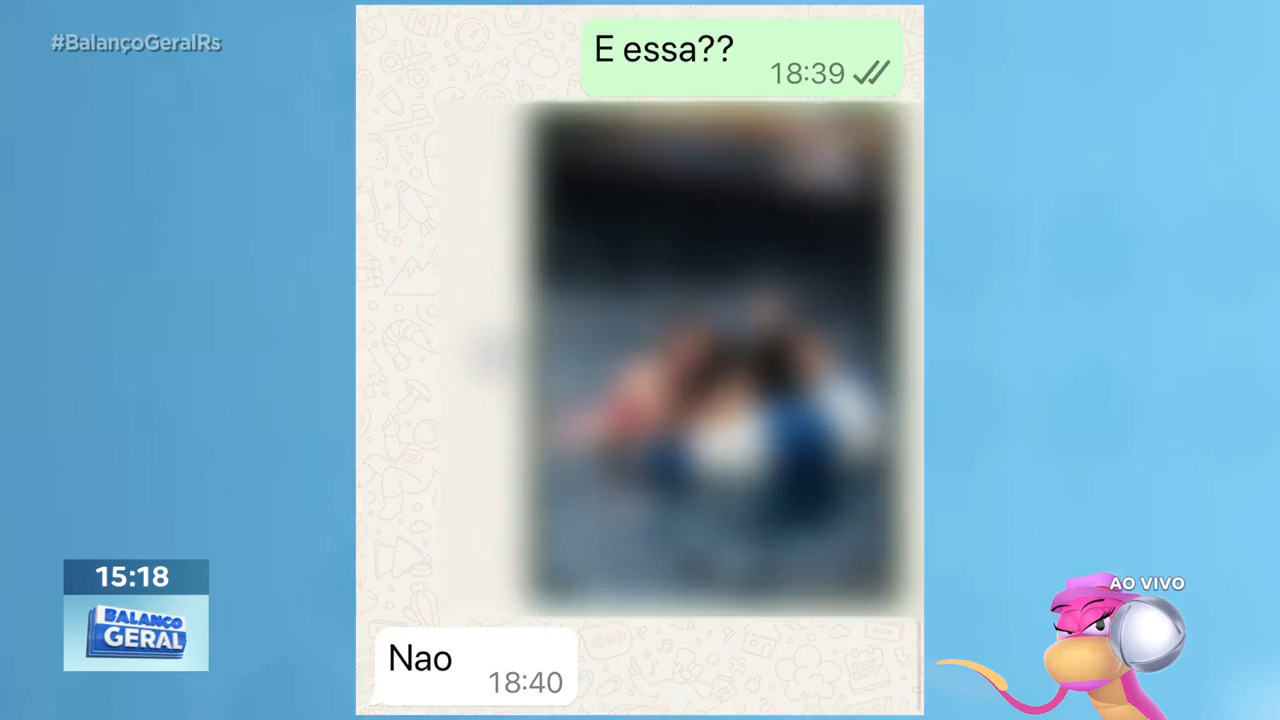 #BalançoGeralRs
E essa??
18:39
Nao
18:40
15:18
BALANÇO
GERAL
AO VIVO